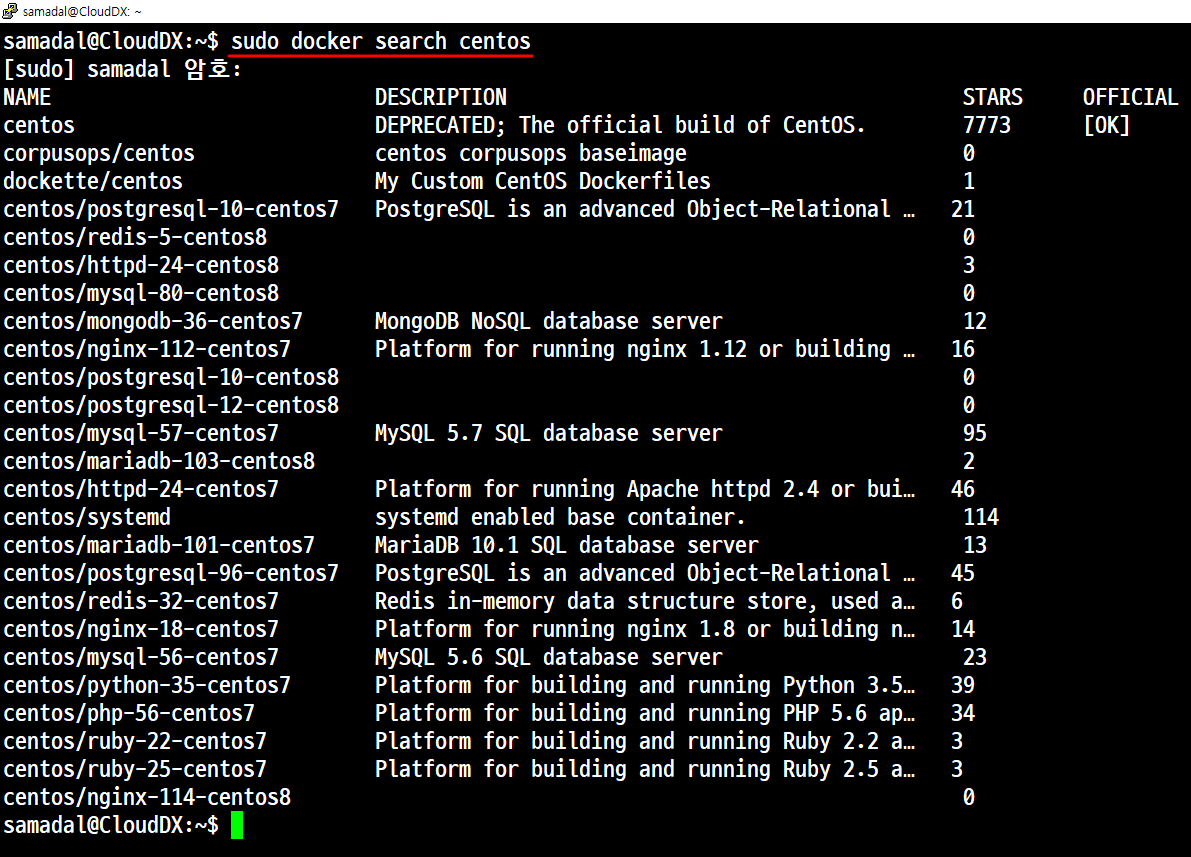 samadal@CloudDX: ~
samadal@CloudDX:~$ sudo docker search centos
[sudo] samadal 암호:
NAME DESCRIPTION STARS OFFICIAL
centos DEPRECATED; The official build of CentOS. 7773 [OK]
corpusops/centos centos corpusops baseimage 0
dockette/centos My Custom CentOS Dockerfiles 1
centos/postgresql-10-centos7 PostgreSQL is an advanced Object-Relational … 21
centos/redis-5-centos8 0
centos/httpd-24-centos8 3
centos/mysql-80-centos8 0
centos/mongodb-36-centos7 MongoDB NoSQL database server 12
centos/nginx-112-centos7 Platform for running nginx 1.12 or building … 16
centos/postgresql-10-centos8 0
centos/postgresql-12-centos8 0
centos/mysql-57-centos7 MySQL 5.7 SQL database server 95
centos/mariadb-103-centos8 2
centos/httpd-24-centos7 Platform for running Apache httpd 2.4 or bui… 46
centos/systemd systemd enabled base container. 114
centos/mariadb-101-centos7 MariaDB 10.1 SQL database server 13
centos/postgresql-96-centos7 PostgreSQL is an advanced Object-Relational … 45
centos/redis-32-centos7 Redis in-memory data structure store, used a… 6
centos/nginx-18-centos7 Platform for running nginx 1.8 or building n… 14
centos/mysql-56-centos7 MySQL 5.6 SQL database server 23
centos/python-35-centos7 Platform for building and running Python 3.5… 39
centos/php-56-centos7 Platform for building and running PHP 5.6 ap… 34
centos/ruby-22-centos7 Platform for building and running Ruby 2.2 a… 3
centos/ruby-25-centos7 Platform for building and running Ruby 2.5 a… 3
centos/nginx-114-centos8 0
samadal@CloudDX:~$